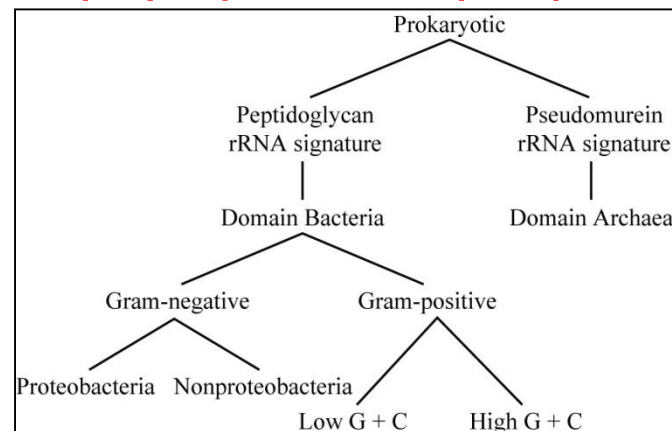 Prokaryotic
Peptidoglycan
rRNA signature
Pseudomurein
rRNA signature
Domain Bacteria
Domain Archaea
Gram-negative
Gram-positive
Proteobacteria
Nonproteobacteria
Low G + C
High G + C